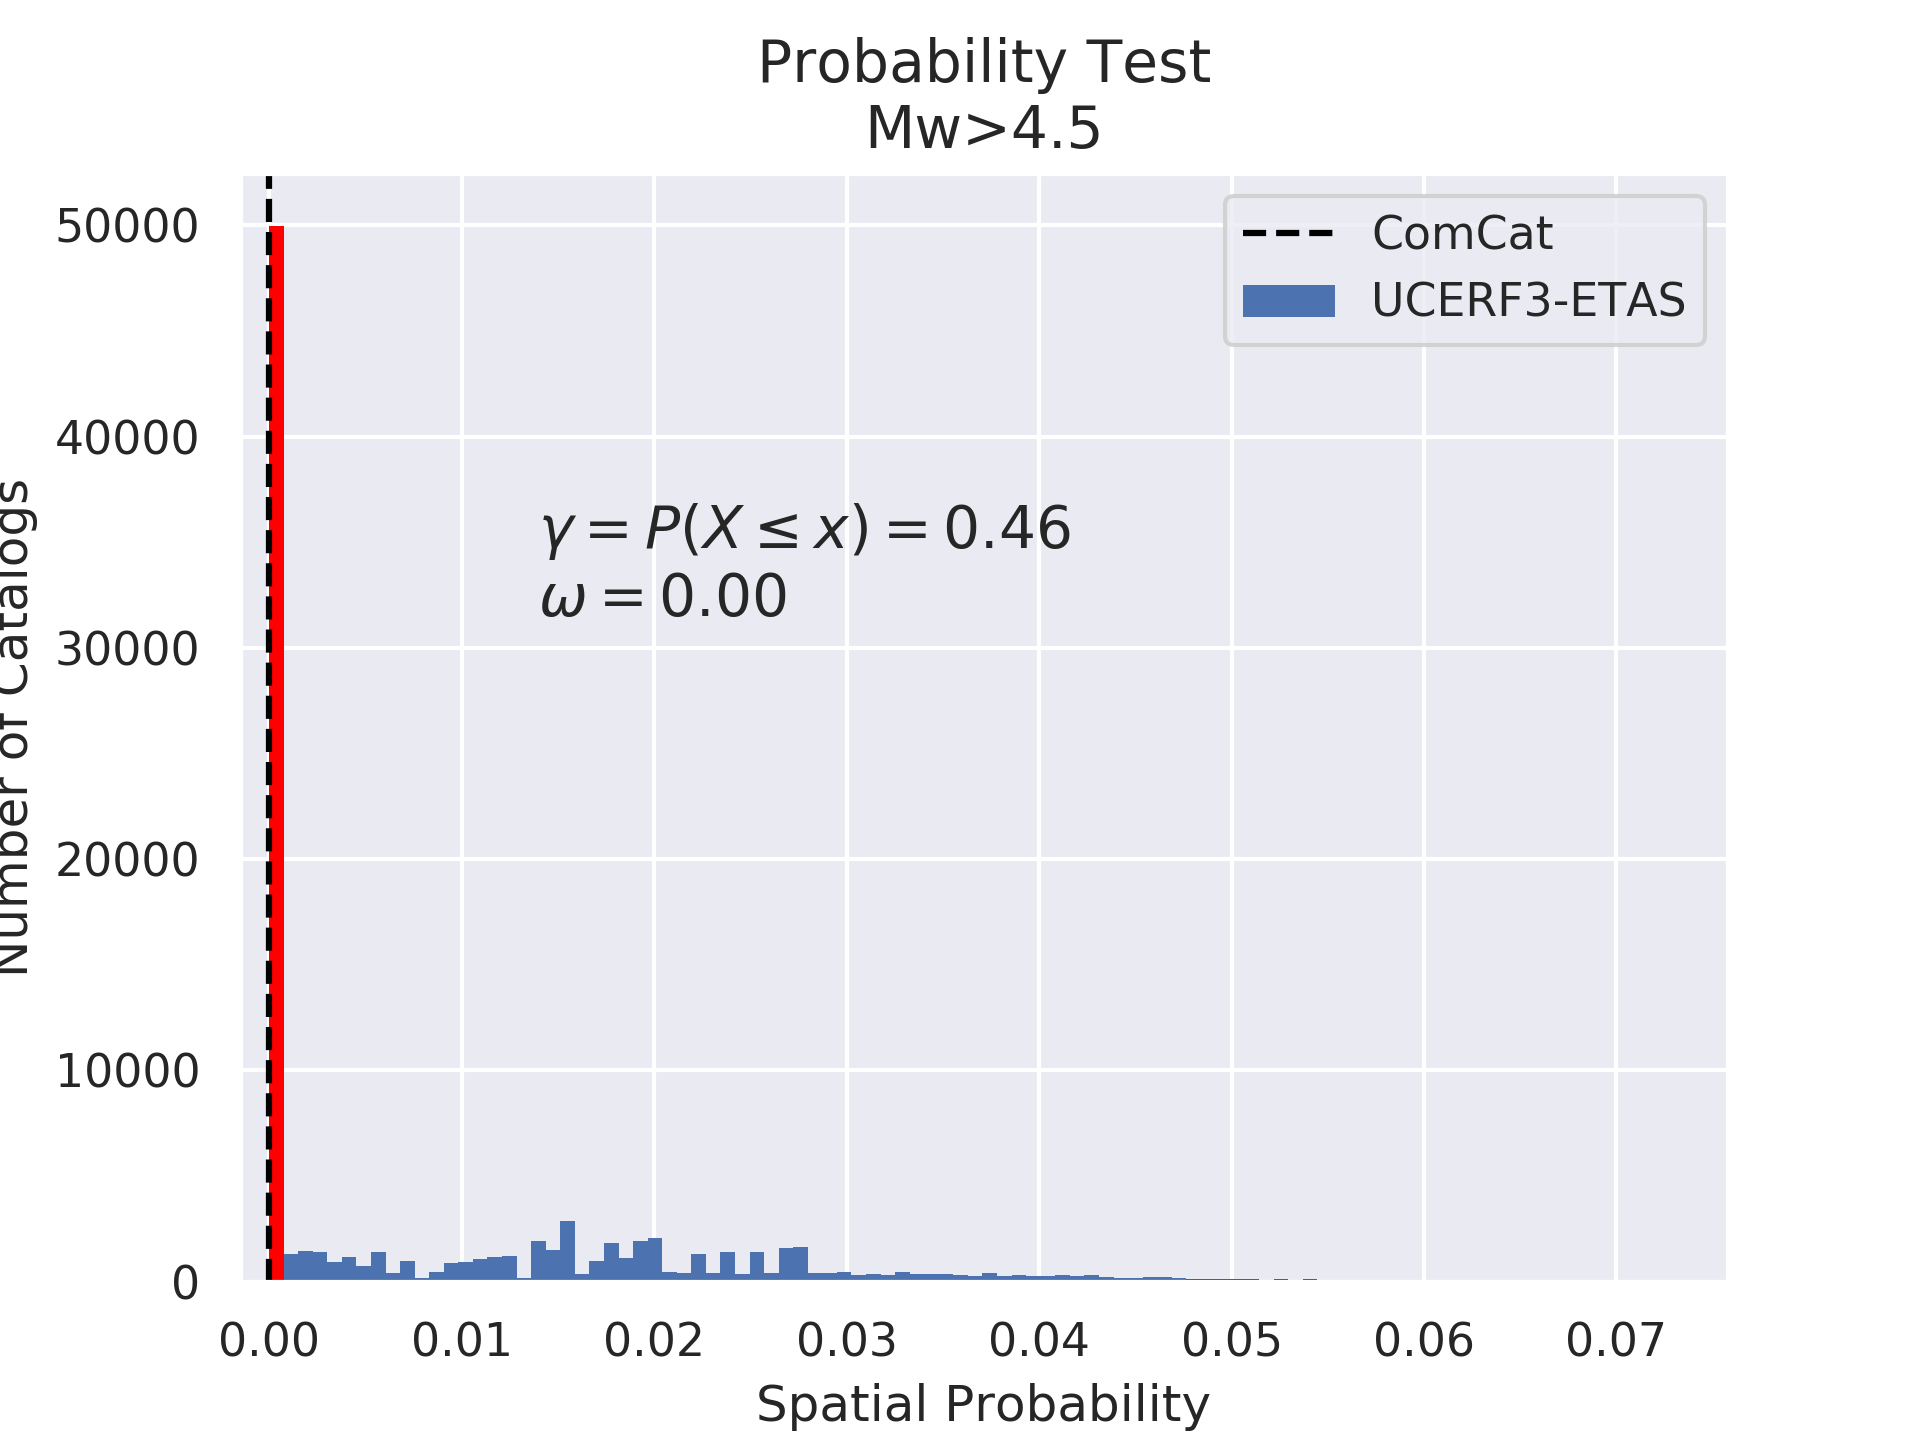 Probability Test
Mw>4.5
50000
40000
30000
20000
10000
0
Number of Catalogs
ComCat
UCERF3-ETAS
γ = P(X ≤ x) = 0.46
ω = 0.00
0.00 0.01 0.02 0.03 0.04 0.05 0.06 0.07
Spatial Probability